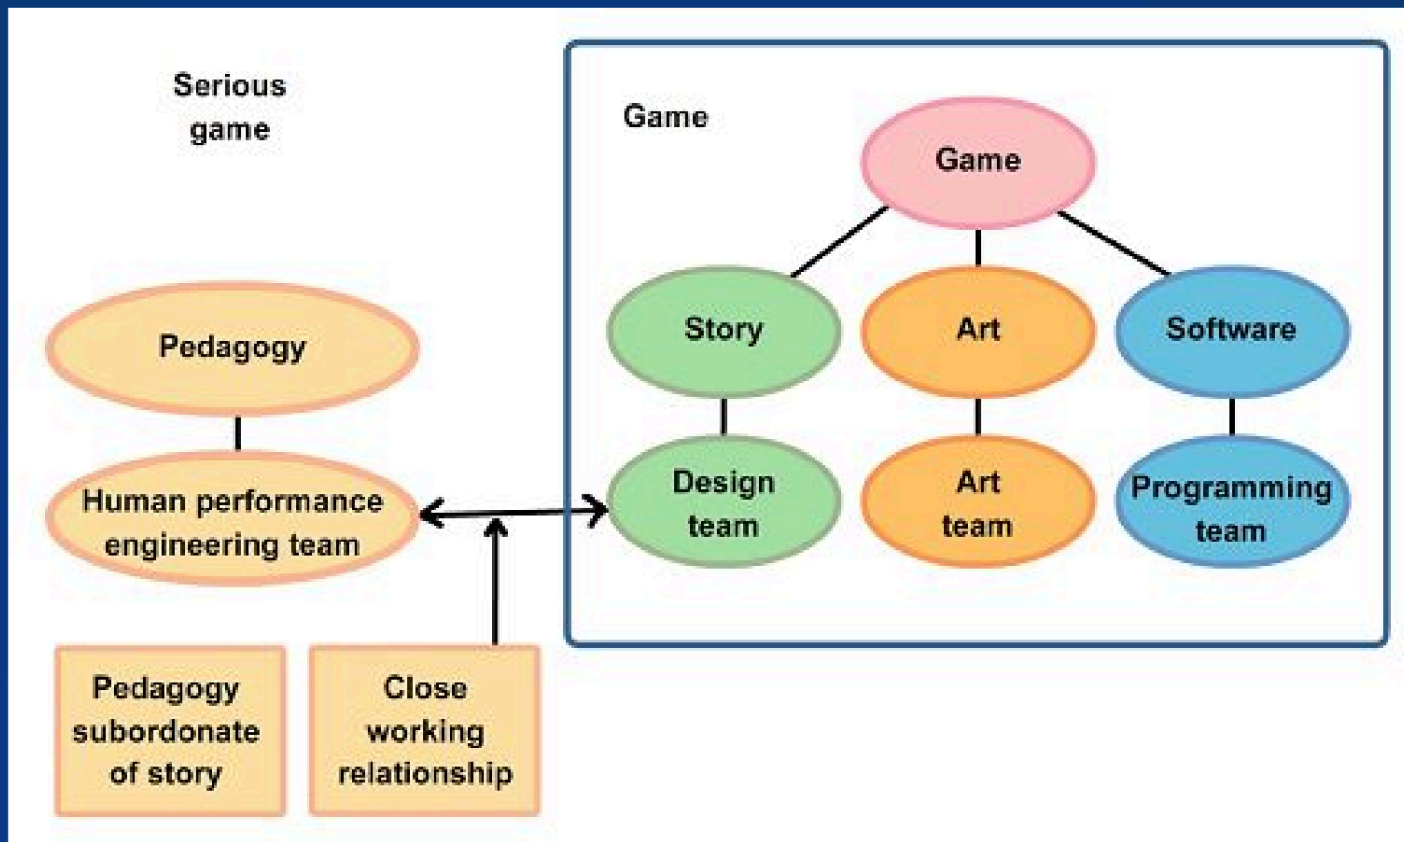 Serious
game
Game
Game
Story
Art
Software
Pedagogy
Design
team
Art
team
Programming
team
Human performance
engineering team
Pedagogy
subordonate
of story
Close
working
relationship